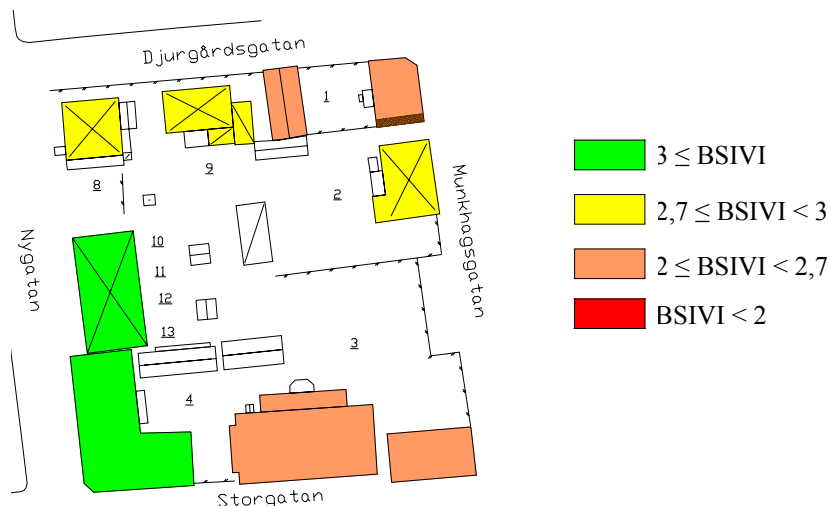 Djurgårdsgatan
1
9
8
2
Munkhagsgatan
Nygatan
10
11
12
13
3
4
Storgatan
3 ≤ BSIVI
2,7 ≤ BSIVI < 3
2 ≤ BSIVI < 2,7
BSIVI < 2